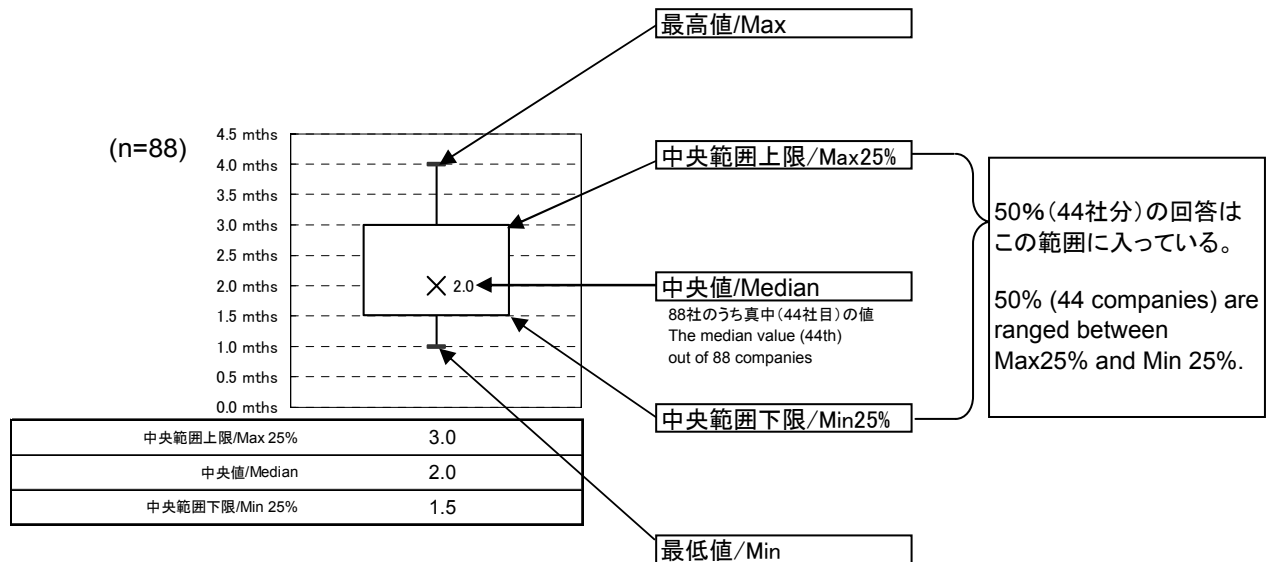 最高値/Max
(n=88)
4.5 mths
4.0 mths
3.5 mths
3.0 mths
2.5 mths
2.0 mths
1.5 mths
1.0 mths
0.5 mths
0.0 mths
2.0
中央範囲上限/Max25%
中央値/Median
88社のうち真中(44社目)の値
The median value (44th)
out of 88 companies
中央範囲下限/Min25%
50%(44社分)の回答は
この範囲に入っている。
50% (44 companies) are
ranged between
Max25% and Min 25%.
中央範囲上限/Max 25% 3.0
中央値/Median 2.0
中央範囲下限/Min 25% 1.5
最低値/Min